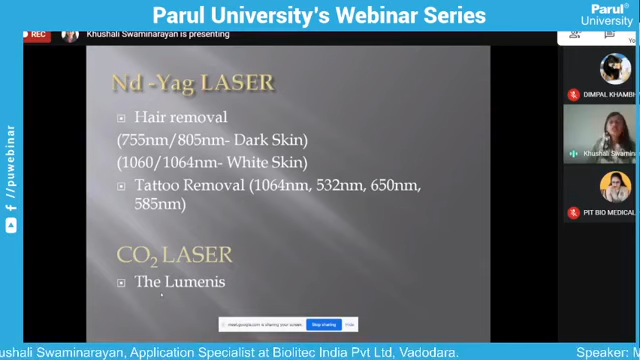 Parul University's Webinar Series
Parul®
University
REC
Khushali Swaminarayan is presenting
Yo
Nd -Yag LASER
Hair removal
(755nm/805nm- Dark Skin)
(1060/1064nm- White Skin)
Tattoo Removal (1064nm, 532nm, 650nm,
585nm)
CO2 LASER
The Lumenis
meet.google.com is sharing your screen.
Stop sharing
Hide
DIMPAL KHAMBH
Khushali Swamina
PIT BIO MEDICAL
/puwebinar
ushali Swaminarayan, Application Specialist at Biolitec India Pvt Ltd, Vadodara.
Speaker: M